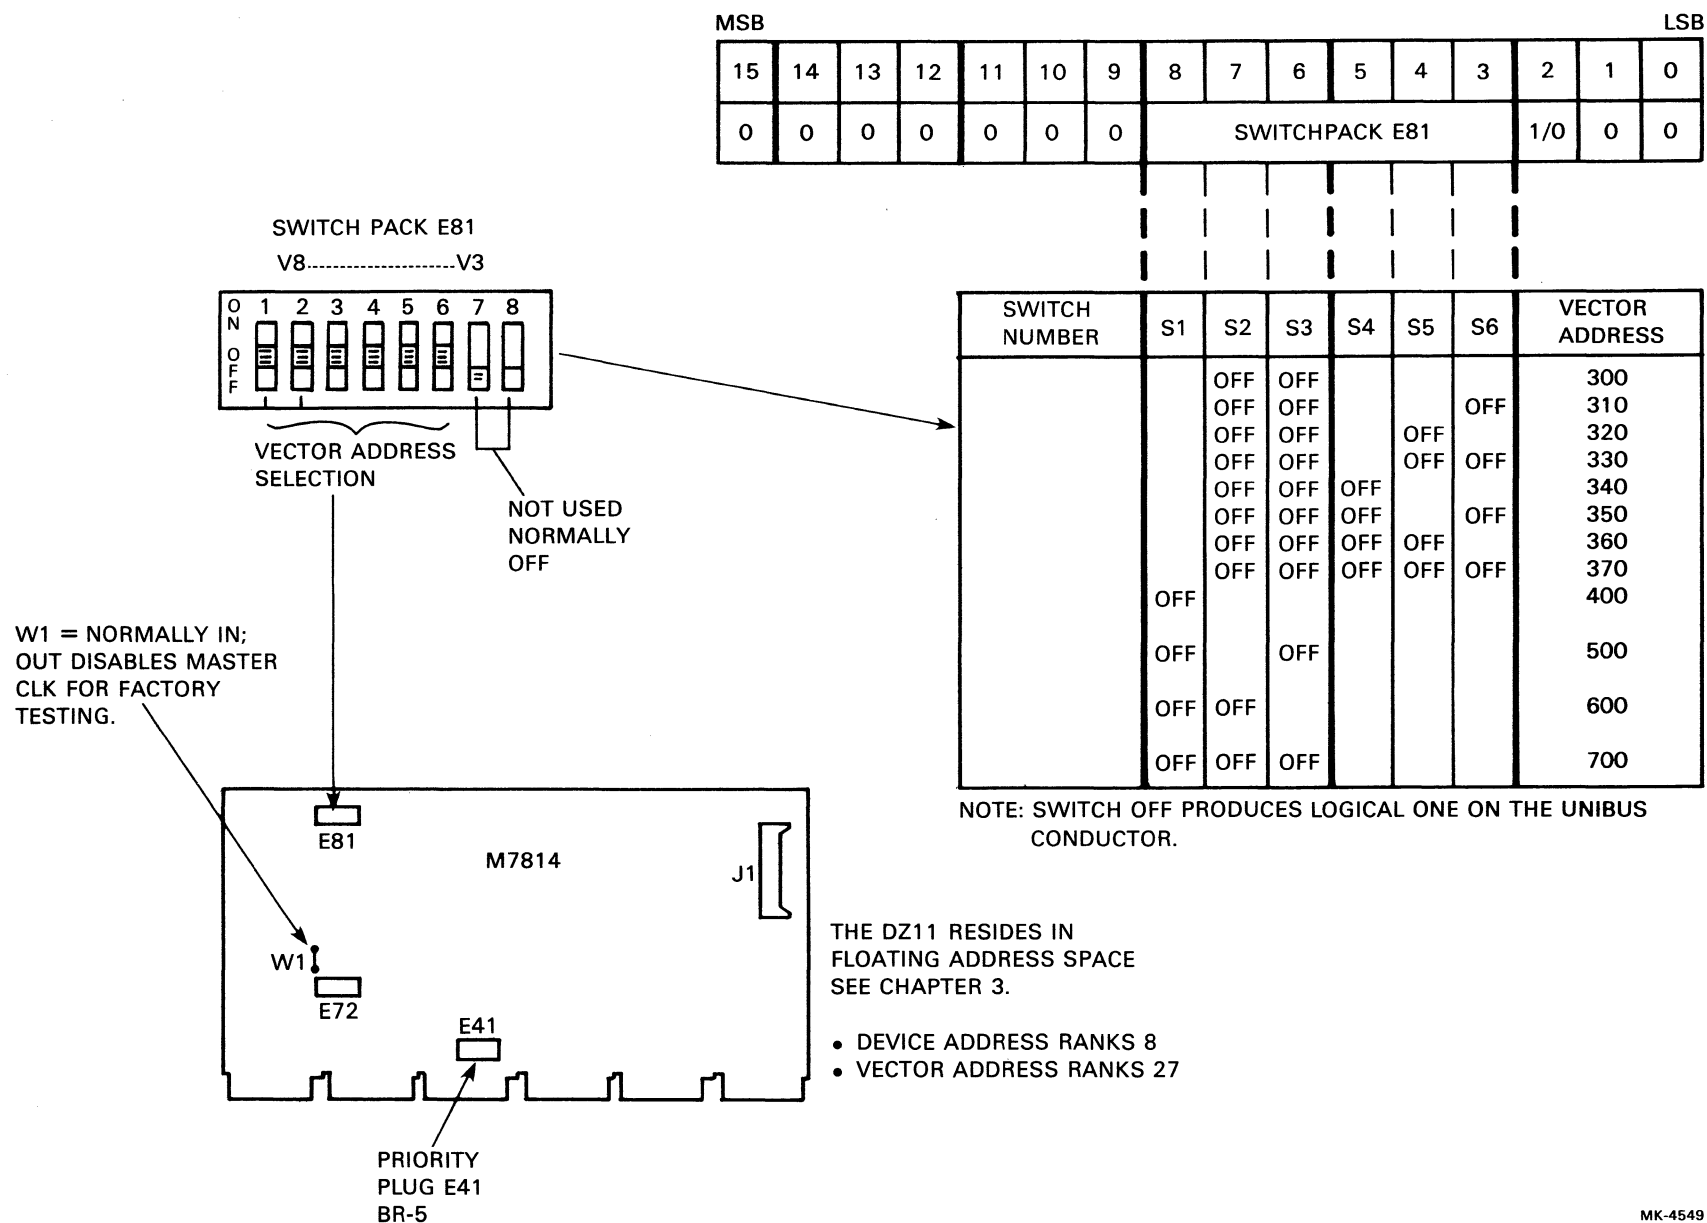 MSB LSB
15 14 13 12 11 10 9 8 7 6 5 4 3 2 1 0
0 0 0 0 0 0 0 SWITCHPACK E81 1/0 0 0
SWITCH PACK E81
V8----------------------V3
ON OFF
1 2 3 4 5 6 7 8
VECTOR ADDRESS
SELECTION
NOT USED
NORMALLY
OFF
SWITCH NUMBER S1 S2 S3 S4 S5 S6 VECTOR ADDRESS
OFF OFF 300
OFF OFF OFF 310
OFF OFF OFF 320
OFF OFF OFF OFF 330
OFF OFF OFF 340
OFF OFF OFF OFF 350
OFF OFF OFF OFF 360
OFF OFF OFF OFF OFF 370
OFF 400
OFF OFF 500
OFF OFF 600
OFF OFF OFF 700
NOTE: SWITCH OFF PRODUCES LOGICAL ONE ON THE UNIBUS
CONDUCTOR.
W1 = NORMALLY IN;
OUT DISABLES MASTER
CLK FOR FACTORY
TESTING.
E81
M7814
J1
W1
E72
E41
THE DZ11 RESIDES IN
FLOATING ADDRESS SPACE
SEE CHAPTER 3.
• DEVICE ADDRESS RANKS 8
• VECTOR ADDRESS RANKS 27
PRIORITY
PLUG E41
BR-5
MK-4549